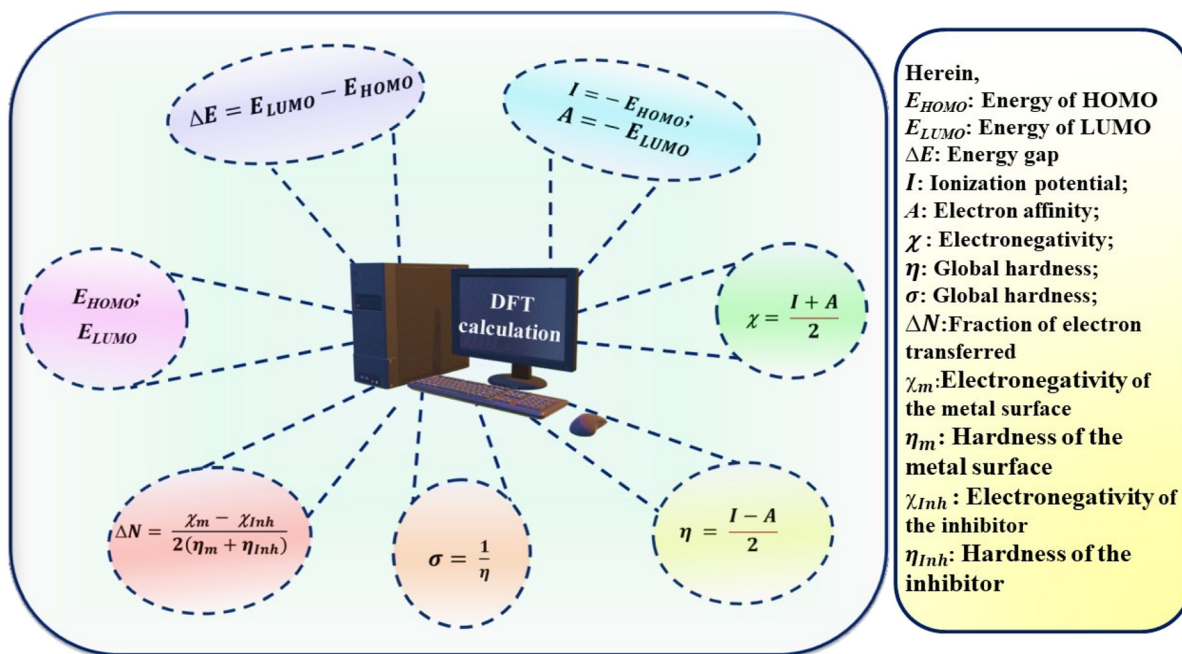 ΔE = E_LUMO − E_HOMO
I = − E_HOMO;
A = − E_LUMO
E_HOMO;
E_LUMO
DFT
calculation
χ = (I + A)/2
ΔN = (χ_m − χ_Inh)/(2(η_m + η_Inh))
σ = 1/η
η = (I − A)/2
Herein,
E_HOMO: Energy of HOMO
E_LUMO: Energy of LUMO
ΔE: Energy gap
I: Ionization potential;
A: Electron affinity;
χ: Electronegativity;
η: Global hardness;
σ: Global hardness;
ΔN:Fraction of electron
transferred
χ_m:Electronegativity of
the metal surface
η_m: Hardness of the
metal surface
χ_Inh : Electronegativity of
the inhibitor
η_Inh: Hardness of the
inhibitor